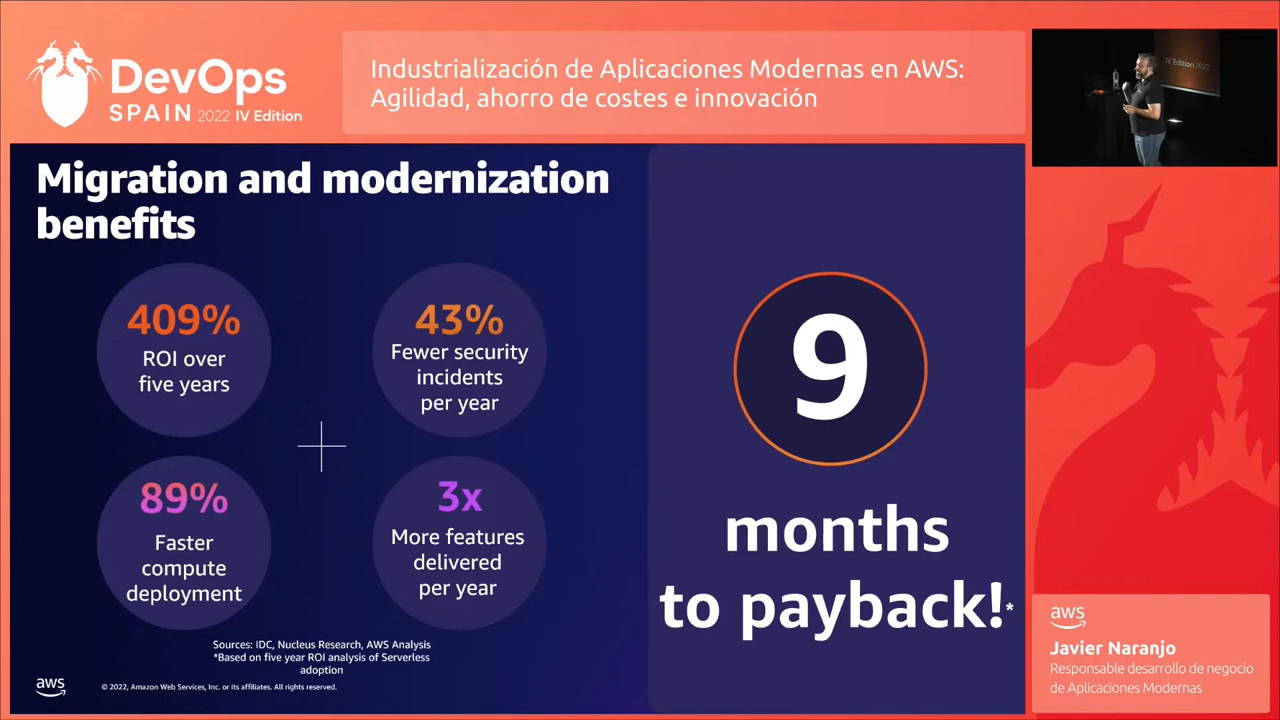 DevOps
SPAIN 2022 IV Edition
Industrialización de Aplicaciones Modernas en AWS:
Agilidad, ahorro de costes e innovación
IV Edition 2022
Migration and modernization
benefits
409%
ROI over
five years
43%
Fewer security
incidents
per year
89%
Faster
compute
deployment
3x
More features
delivered
per year
Sources: IDC, Nucleus Research, AWS Analysis
*Based on five year ROI analysis of Serverless
adoption
aws
© 2022, Amazon Web Services, Inc. or its affiliates. All rights reserved.
9
months
to payback!*
aws
Javier Naranjo
Responsable desarrollo de negocio
de Aplicaciones Modernas